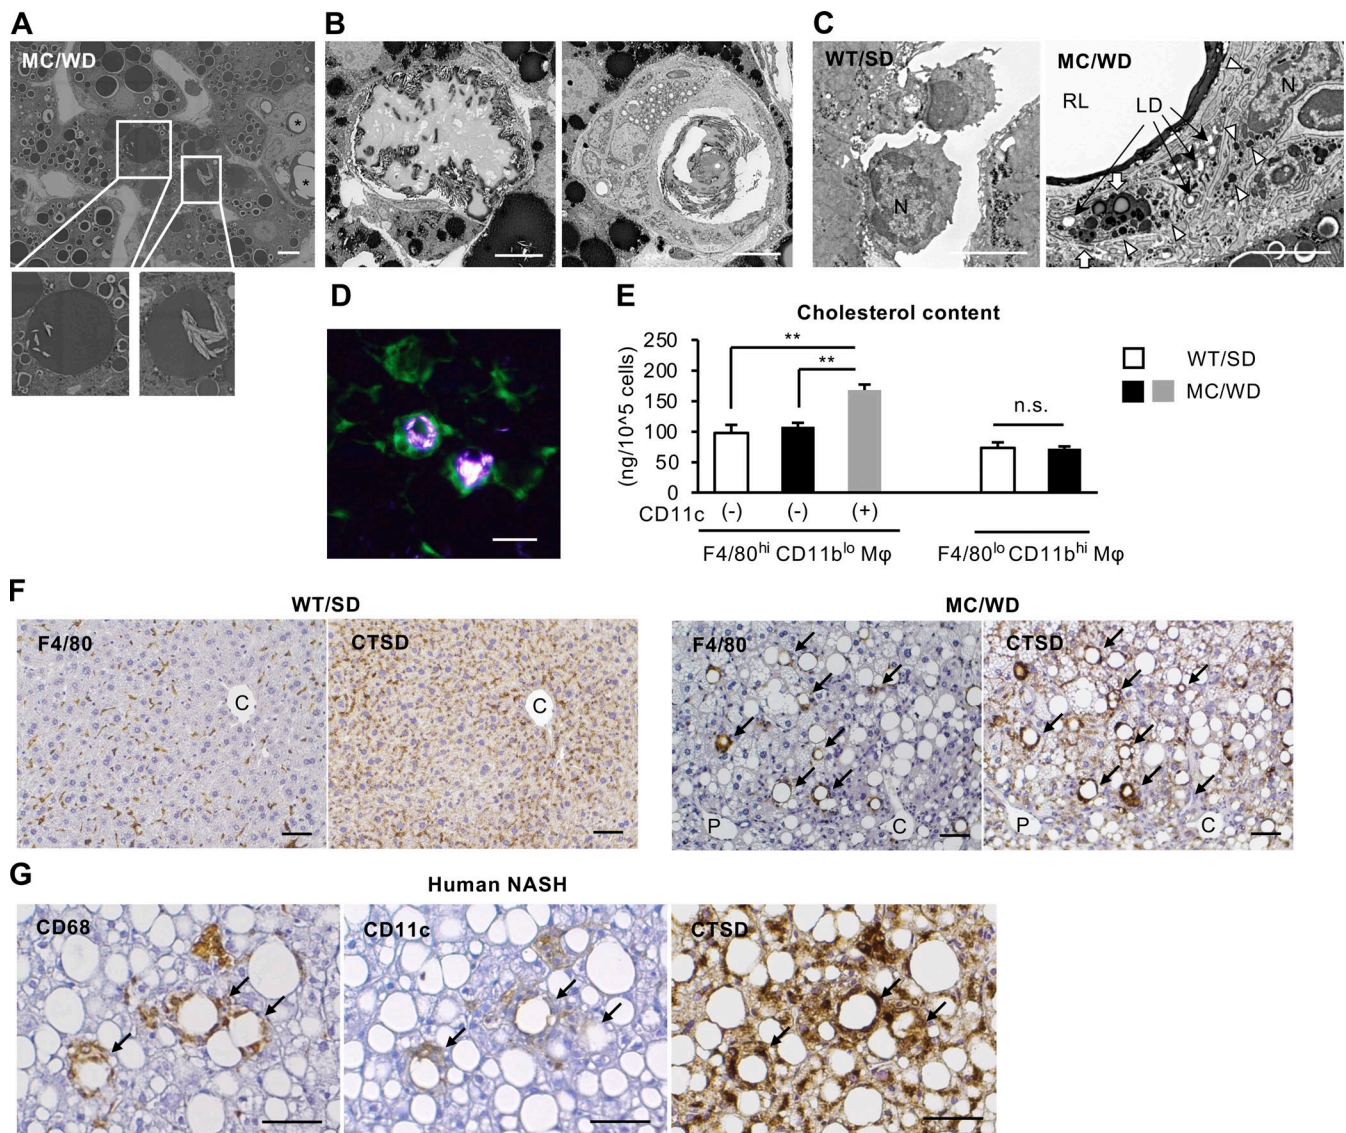 A
MC/WD
*
*
B
C
WT/SD
N
MC/WD
RL
LD
N
D
E
Cholesterol content
(ng/10^5 cells)
250
200
150
100
50
0
**
**
n.s.
WT/SD
MC/WD
CD11c (-) (-) (+)
F4/80hi CD11blo Mφ
F4/80lo CD11bhi Mφ
F
WT/SD
F4/80
C
CTSD
C
MC/WD
F4/80
P
C
CTSD
P
C
G
Human NASH
CD68
CD11c
CTSD